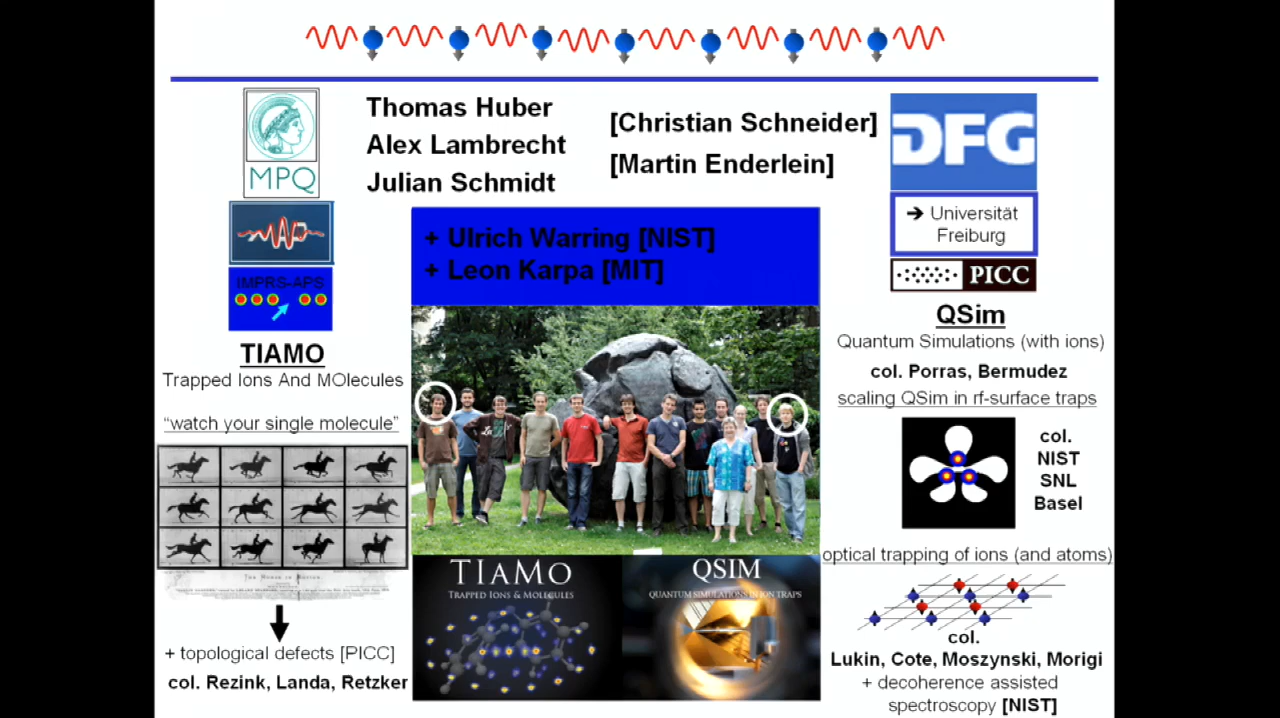 MPQ
Thomas Huber
Alex Lambrecht
Julian Schmidt
[Christian Schneider]
[Martin Enderlein]
DFG
➔ Universität
Freiburg
PICC
+ Ulrich Warring [NIST]
+ Leon Karpa [MIT]
IMPRS-APS
TIAMO
Trapped Ions And MOlecules
“watch your single molecule”
THE HORSE IN MOTION
+ topological defects [PICC]
col. Rezink, Landa, Retzker
TIAMO
TRAPPED IONS & MOLECULES
QSIM
QUANTUM SIMULATIONS IN ION TRAPS
QSim
Quantum Simulations (with ions)
col. Porras, Bermudez
scaling QSim in rf-surface traps
col.
NIST
SNL
Basel
optical trapping of ions (and atoms)
col.
Lukin, Cote, Moszynski, Morigi
+ decoherence assisted
spectroscopy [NIST]